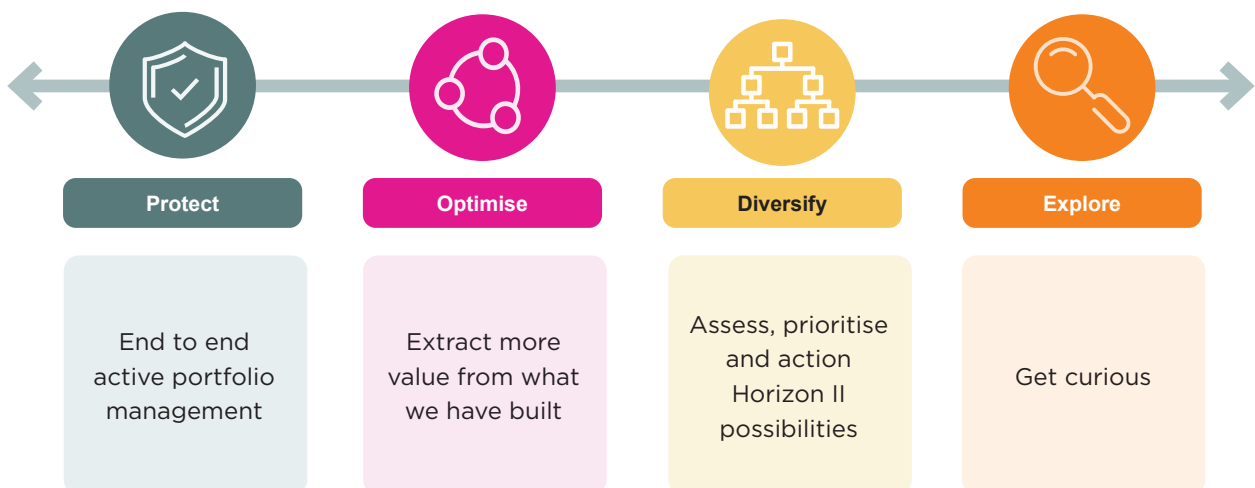 Protect
Optimise
Diversify
Explore
End to end
active portfolio
management
Extract more
value from what
we have built
Assess, prioritise
and action
Horizon II
possibilities
Get curious